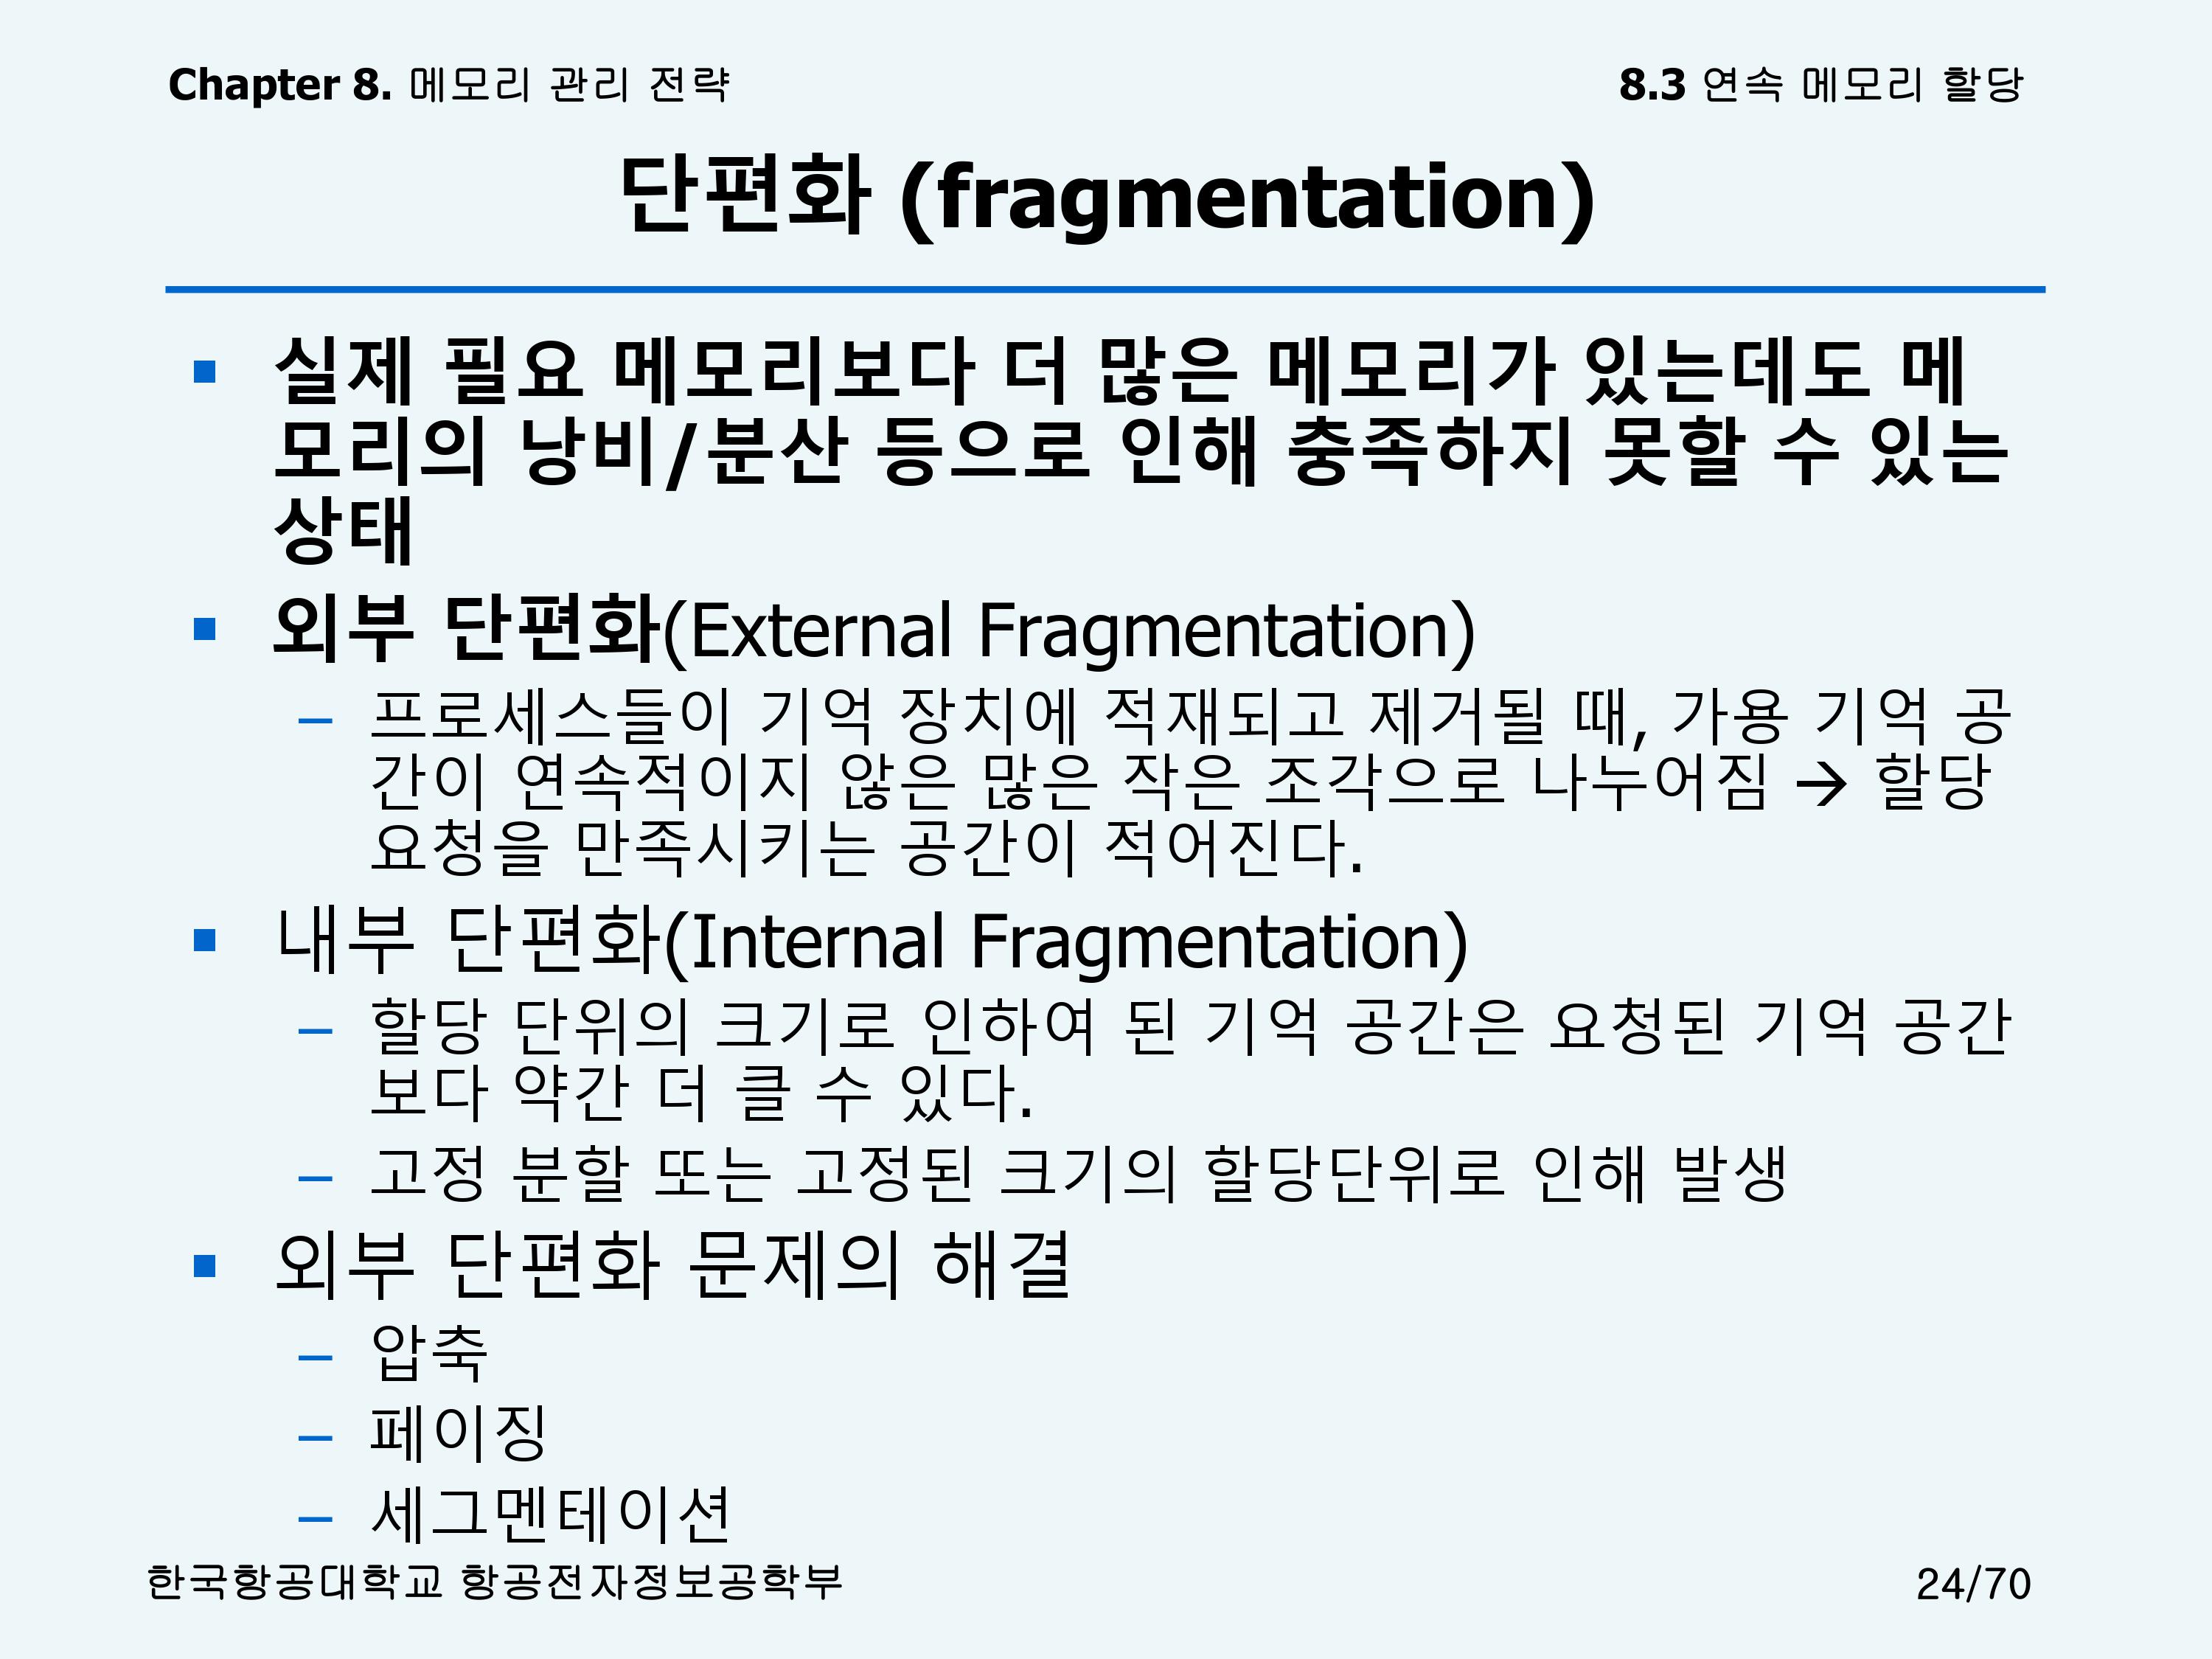 Chapter 8. 메모리 관리 전략
8.3 연속 메모리 할당
단편화 (fragmentation)
▪ 실제 필요 메모리보다 더 많은 메모리가 있는데도 메
모리의 낭비/분산 등으로 인해 충족하지 못할 수 있는
상태
▪ 외부 단편화(External Fragmentation)
– 프로세스들이 기억 장치에 적재되고 제거될 때, 가용 기억 공
간이 연속적이지 않은 많은 작은 조각으로 나누어짐 → 할당
요청을 만족시키는 공간이 적어진다.
▪ 내부 단편화(Internal Fragmentation)
– 할당 단위의 크기로 인하여 된 기억 공간은 요청된 기억 공간
보다 약간 더 클 수 있다.
– 고정 분할 또는 고정된 크기의 할당단위로 인해 발생
▪ 외부 단편화 문제의 해결
– 압축
– 페이징
– 세그멘테이션
한국항공대학교 항공전자정보공학부
24/70